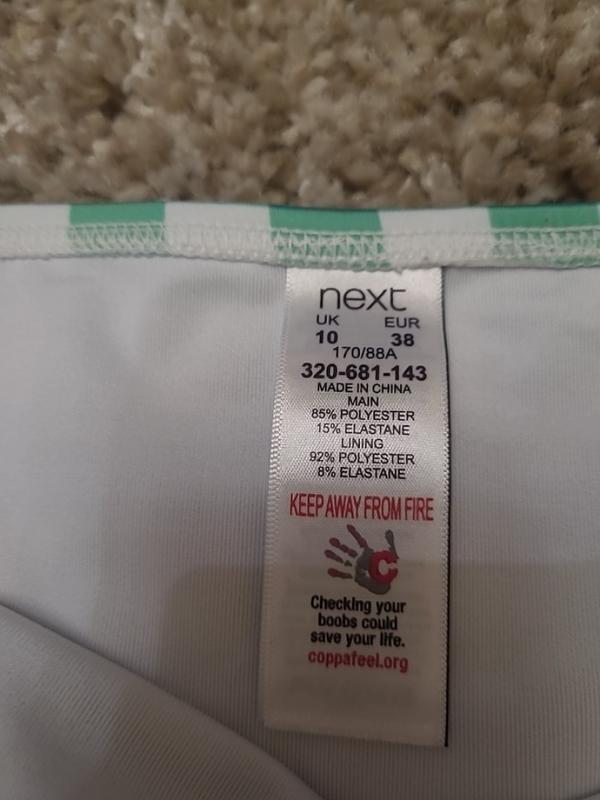 next
UK EUR
10 38
170/88A
320-681-143
MADE IN CHINA
MAIN
85% POLYESTER
15% ELASTANE
LINING
92% POLYESTER
8% ELASTANE
KEEP AWAY FROM FIRE
C
Checking your
boobs could
save your life.
coppafeel.org